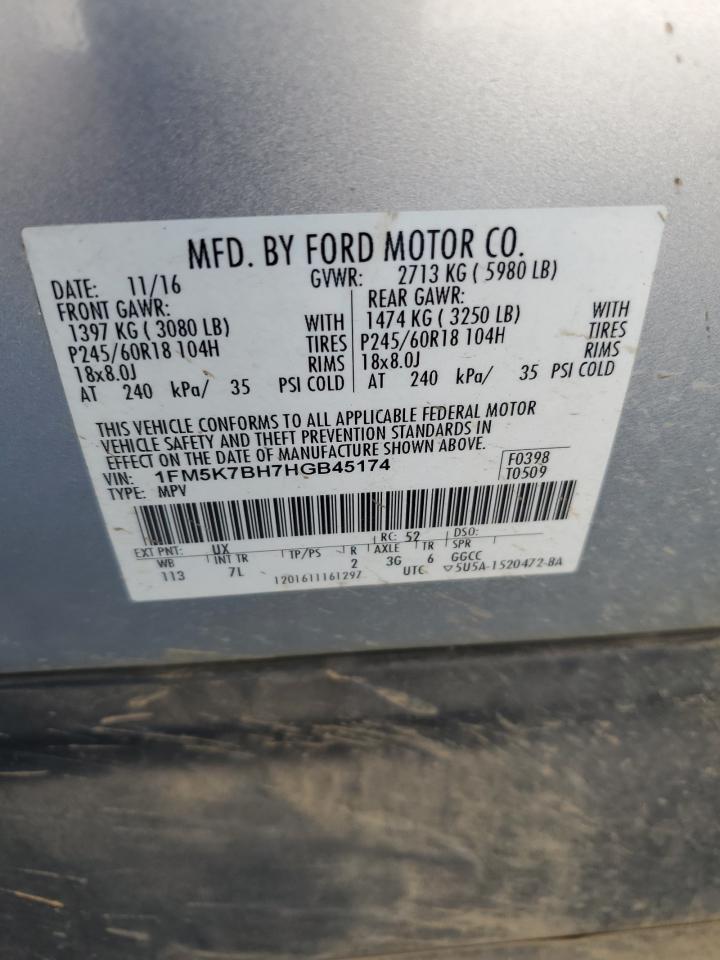 MFD. BY FORD MOTOR CO.
DATE: 11/16 GVWR: 2713 KG ( 5980 LB)
FRONT GAWR: REAR GAWR:
1397 KG ( 3080 LB) WITH 1474 KG ( 3250 LB) WITH
P245/60R18 104H TIRES P245/60R18 104H TIRES
18x8.0J RIMS 18x8.0J RIMS
AT 240 kPa/ 35 PSI COLD AT 240 kPa/ 35 PSI COLD
THIS VEHICLE CONFORMS TO ALL APPLICABLE FEDERAL MOTOR
VEHICLE SAFETY AND THEFT PREVENTION STANDARDS IN
EFFECT ON THE DATE OF MANUFACTURE SHOWN ABOVE.
VIN: 1FM5K7BH7HGB45174 F0398
TYPE: MPV T0509
EXT PNT: UX RC: 52 DSO:
WB INT TR TP/PS R AXLE TR SPR
113 7L 2 3G 6 GGCC
1201611161297 UTC ▽5U5A-1520472-BA